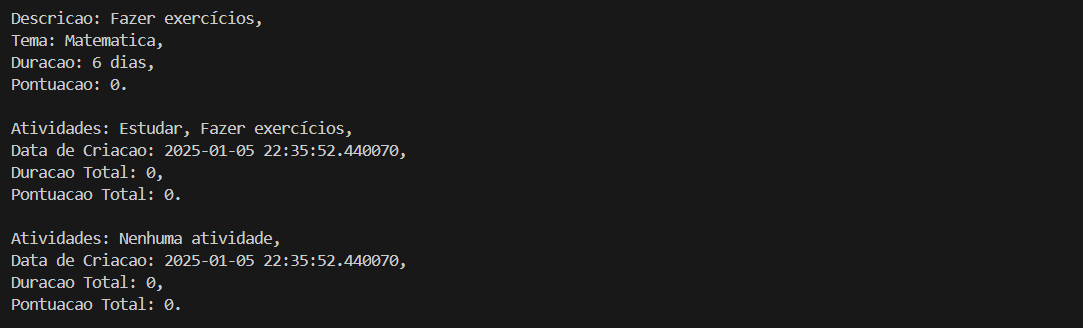 Descricao: Fazer exercícios,
Tema: Matematica,
Duracao: 6 dias,
Pontuacao: 0.
Atividades: Estudar, Fazer exercícios,
Data de Criacao: 2025-01-05 22:35:52.440070,
Duracao Total: 0,
Pontuacao Total: 0.
Atividades: Nenhuma atividade,
Data de Criacao: 2025-01-05 22:35:52.440070,
Duracao Total: 0,
Pontuacao Total: 0.